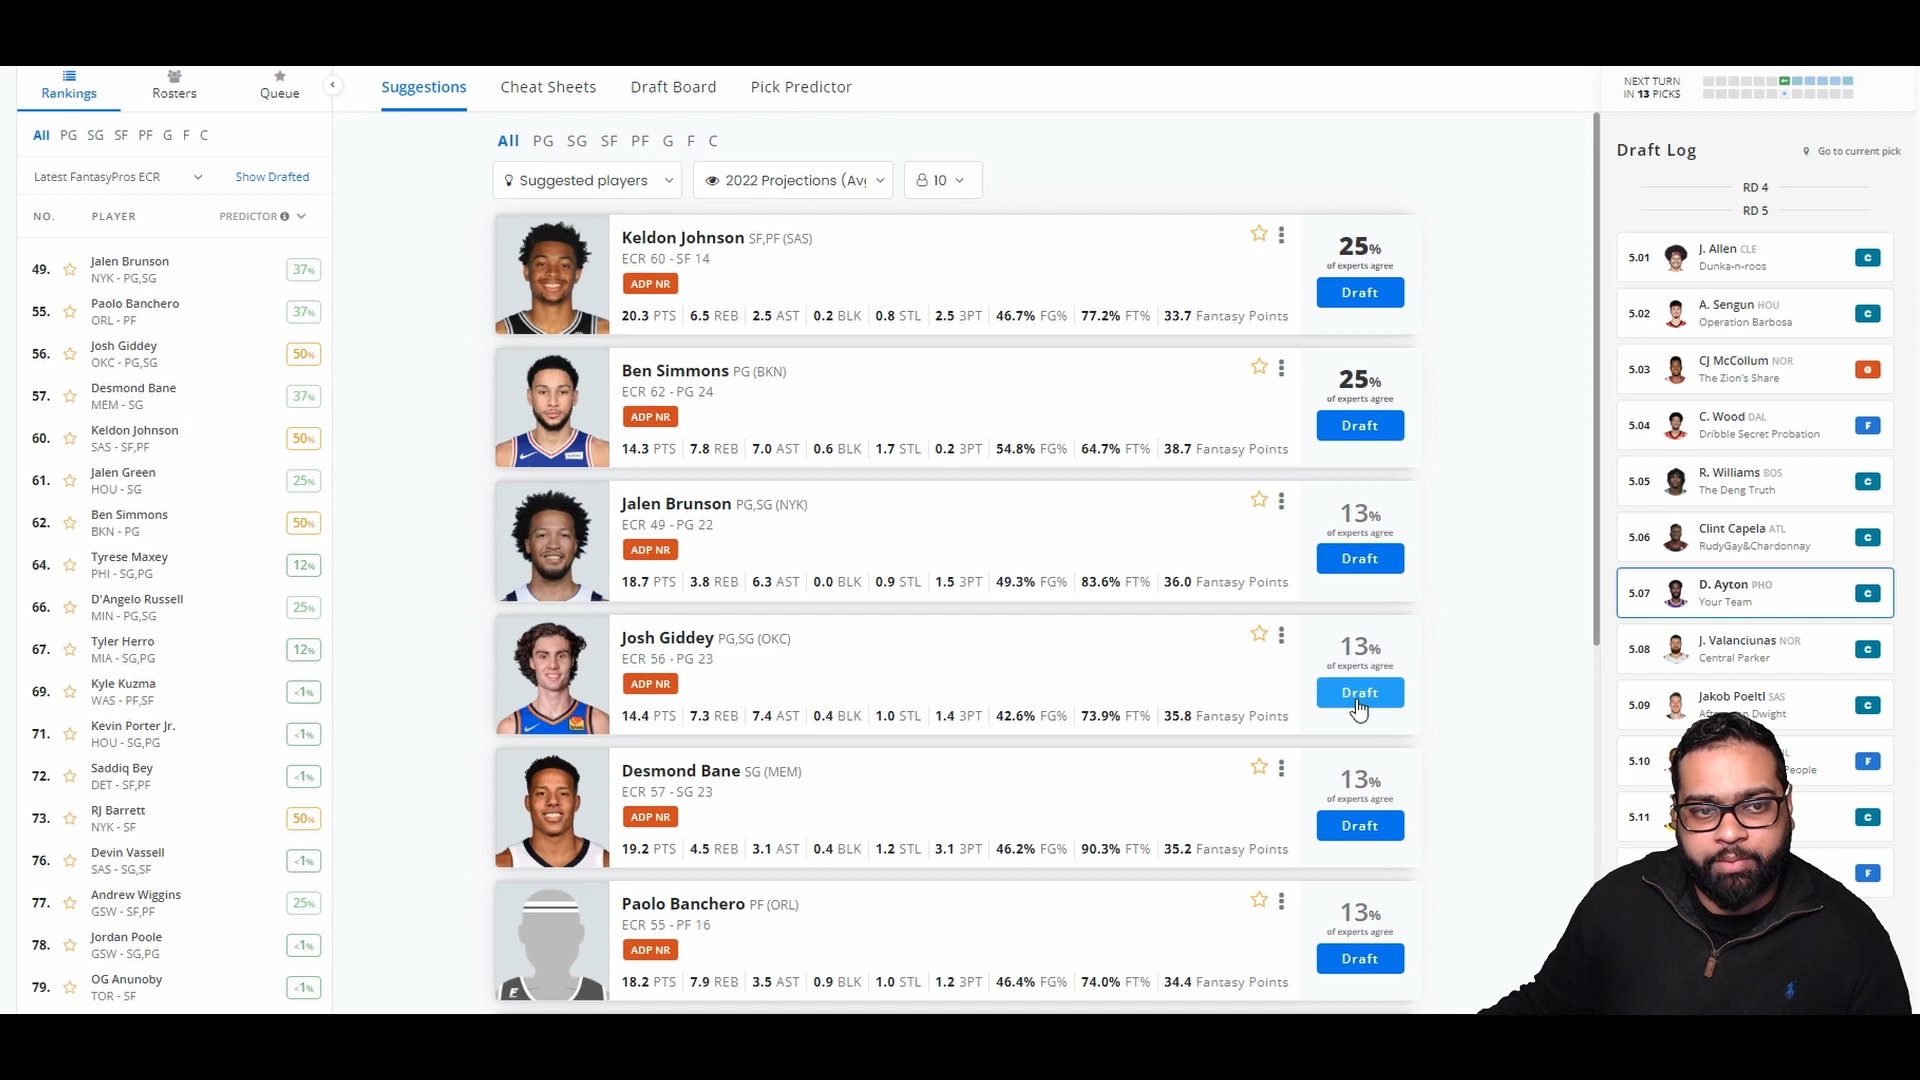 Rankings
Rosters
Queue
All PG SG SF PF G F C
Latest FantasyPros ECR
Show Drafted
NO. PLAYER PREDICTOR
49. Jalen Brunson
NYK - PG,SG
37%
55. Paolo Banchero
ORL - PF
37%
56. Josh Giddey
OKC - PG,SG
50%
57. Desmond Bane
MEM - SG
37%
60. Keldon Johnson
SAS - SF,PF
50%
61. Jalen Green
HOU - SG
25%
62. Ben Simmons
BKN - PG
50%
64. Tyrese Maxey
PHI - SG,PG
12%
66. D'Angelo Russell
MIN - PG,SG
25%
67. Tyler Herro
MIA - SG,PG
12%
69. Kyle Kuzma
WAS - PF,SF
<1%
71. Kevin Porter Jr.
HOU - SG,PG
<1%
72. Saddiq Bey
DET - SF,PF
<1%
73. RJ Barrett
NYK - SF
50%
76. Devin Vassell
SAS - SG,SF
<1%
77. Andrew Wiggins
GSW - SF,PF
25%
78. Jordan Poole
GSW - SG,PG
<1%
79. OG Anunoby
TOR - SF
<1%
Suggestions Cheat Sheets Draft Board Pick Predictor
All PG SG SF PF G F C
Suggested players
2022 Projections (Avg
10
Keldon Johnson SF,PF (SAS)
ECR 60 - SF 14
ADP NR
20.3 PTS 6.5 REB 2.5 AST 0.2 BLK 0.8 STL 2.5 3PT 46.7% FG% 77.2% FT% 33.7 Fantasy Points
25%
of experts agree
Draft
Ben Simmons PG (BKN)
ECR 62 - PG 24
ADP NR
14.3 PTS 7.8 REB 7.0 AST 0.6 BLK 1.7 STL 0.2 3PT 54.8% FG% 64.7% FT% 38.7 Fantasy Points
25%
of experts agree
Draft
Jalen Brunson PG,SG (NYK)
ECR 49 - PG 22
ADP NR
18.7 PTS 3.8 REB 6.3 AST 0.0 BLK 0.9 STL 1.5 3PT 49.3% FG% 83.6% FT% 36.0 Fantasy Points
13%
of experts agree
Draft
Josh Giddey PG,SG (OKC)
ECR 56 - PG 23
ADP NR
14.4 PTS 7.3 REB 7.4 AST 0.4 BLK 1.0 STL 1.4 3PT 42.6% FG% 73.9% FT% 35.8 Fantasy Points
13%
of experts agree
Draft
Desmond Bane SG (MEM)
ECR 57 - SG 23
ADP NR
19.2 PTS 4.5 REB 3.1 AST 0.4 BLK 1.2 STL 3.1 3PT 46.2% FG% 90.3% FT% 35.2 Fantasy Points
13%
of experts agree
Draft
Paolo Banchero PF (ORL)
ECR 55 - PF 16
ADP NR
18.2 PTS 7.9 REB 3.5 AST 0.9 BLK 1.0 STL 1.2 3PT 46.4% FG% 74.0% FT% 34.4 Fantasy Points
13%
of experts agree
Draft
NEXT TURN
IN 13 PICKS
Draft Log
Go to current pick
RD 4
RD 5
5.01 J. Allen CLE
Dunka-n-roos
C
5.02 A. Sengun HOU
Operation Barbosa
C
5.03 CJ McCollum NOR
The Zion's Share
G
5.04 C. Wood DAL
Dribble Secret Probation
F
5.05 R. Williams BOS
The Deng Truth
C
5.06 Clint Capela ATL
RudyGay&Chardonnay
C
5.07 D. Ayton PHO
Your Team
C
5.08 J. Valanciunas NOR
Central Parker
C
5.09 Jakob Poeltl SAS
Dwight
C
5.10
People
F
5.11
C
F